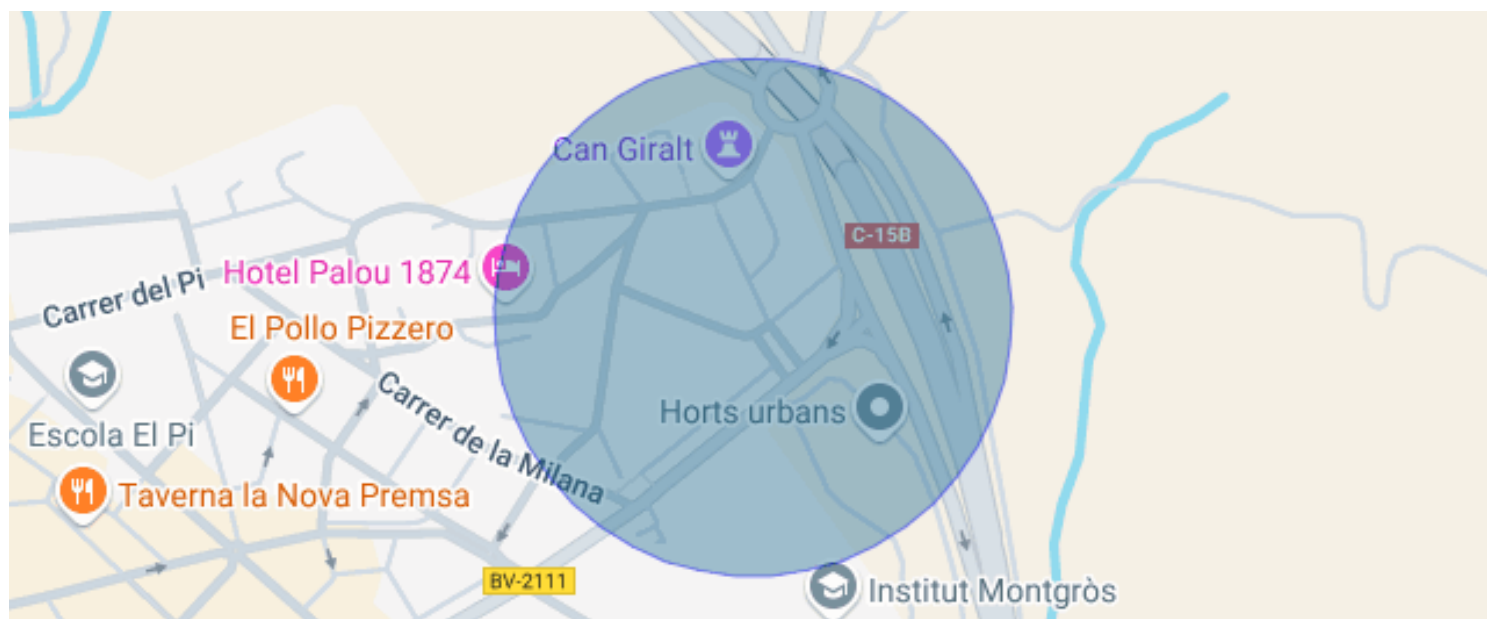 Can Giralt
C-15B
Hotel Palou 1874
Carrer del Pi
El Pollo Pizzero
Carrer de la Milana
Horts urbans
Escola El Pi
Taverna la Nova Premsa
BV-2111
Institut Montgròs